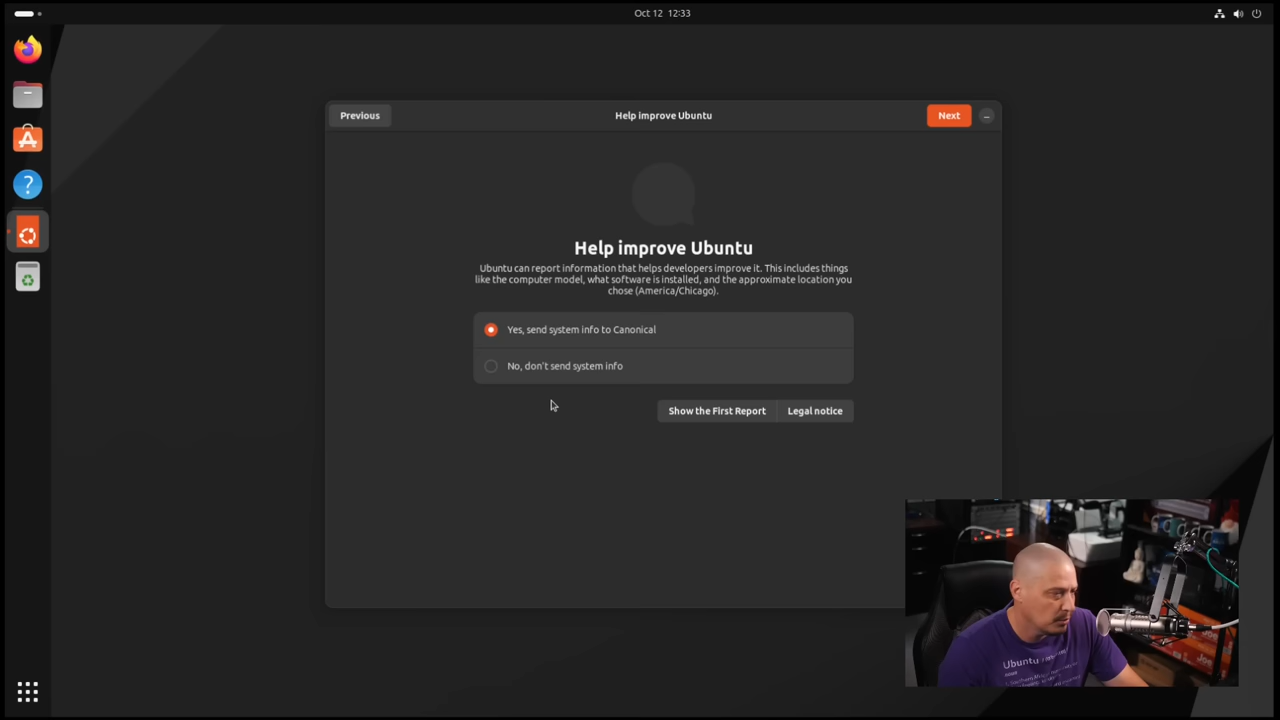 Oct 12 12:33
Previous
Help improve Ubuntu
Next
Help improve Ubuntu
Ubuntu can report information that helps developers improve it. This includes things
like the computer model, what software is installed, and the approximate location you
chose (America/Chicago).
Yes, send system info to Canonical
No, don't send system info
Show the First Report
Legal notice
Ubuntu